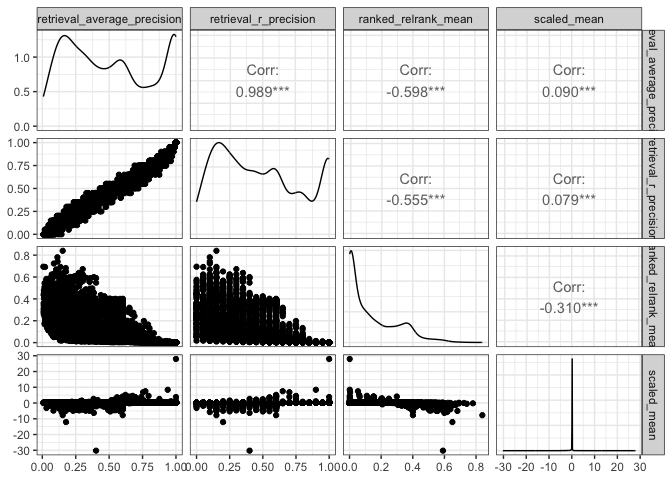 retrieval_average_precision
retrieval_r_precision
ranked_relrank_mean
scaled_mean
1.0
0.5
0.0
Corr:
0.989***
Corr:
-0.598***
Corr:
0.090***
eval_average_preci
1.00
0.75
0.50
0.25
0.00
Corr:
-0.555***
Corr:
0.079***
etrieval_r_precision
0.8
0.6
0.4
0.2
0.0
Corr:
-0.310***
anked_relrank_mea
30
20
10
0
-10
-20
-30
scaled_mean
0.00 0.25 0.50 0.75 1.00
0.00 0.25 0.50 0.75 1.00
0.0 0.2 0.4 0.6 0.8
-30 -20 -10 0 10 20 30